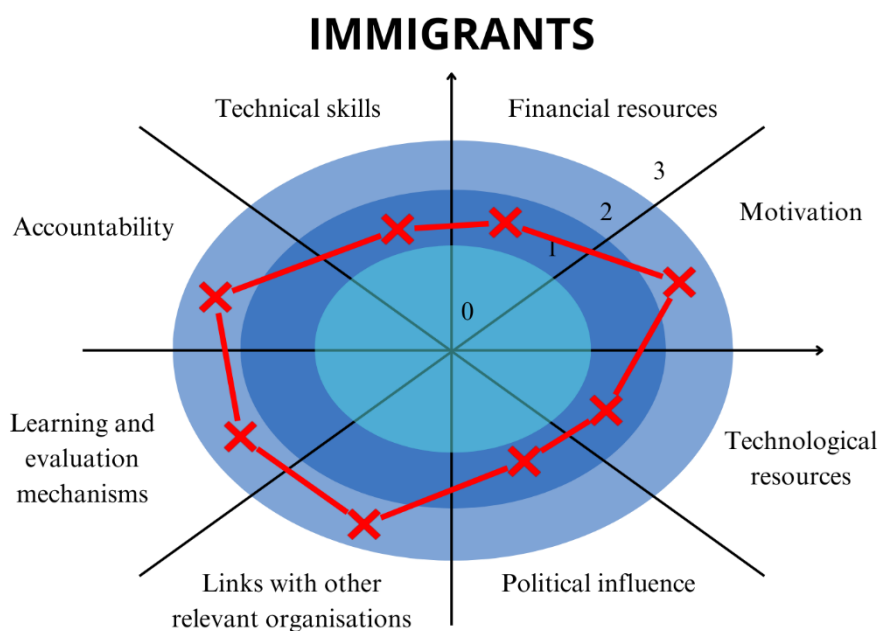 IMMIGRANTS
Technical skills
Financial resources
3
Accountability
2
Motivation
1
0
Learning and
evaluation
mechanisms
Technological
resources
Links with other
relevant organisations
Political influence